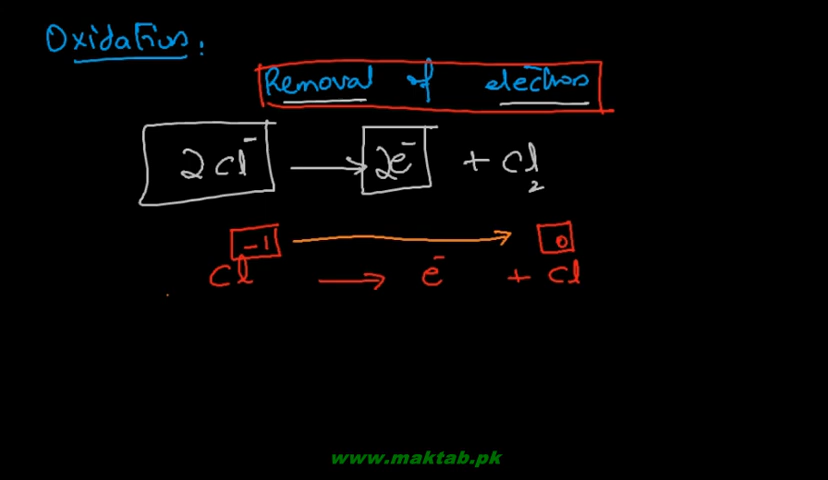 Oxidation:
Removal of electrons
2Cl⁻ → 2e⁻ + Cl₂
-1 → 0
Cl → e⁻ + Cl
www.maktab.pk